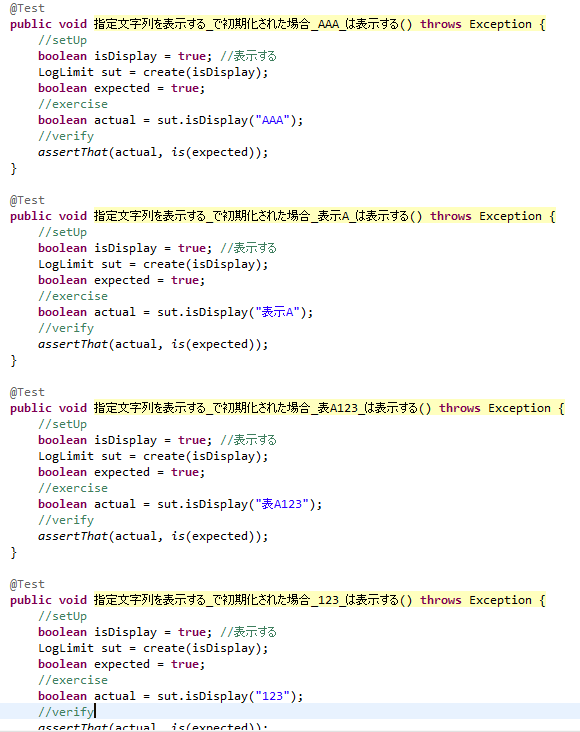 @Test
public void 指定文字列を表示する_で初期化された場合_AAA_は表示する() throws Exception {
//setUp
boolean isDisplay = true; //表示する
LogLimit sut = create(isDisplay);
boolean expected = true;
//exercise
boolean actual = sut.isDisplay("AAA");
//verify
assertThat(actual, is(expected));
}
@Test
public void 指定文字列を表示する_で初期化された場合_表示A_は表示する() throws Exception {
//setUp
boolean isDisplay = true; //表示する
LogLimit sut = create(isDisplay);
boolean expected = true;
//exercise
boolean actual = sut.isDisplay("表示A");
//verify
assertThat(actual, is(expected));
}
@Test
public void 指定文字列を表示する_で初期化された場合_表A123_は表示する() throws Exception {
//setUp
boolean isDisplay = true; //表示する
LogLimit sut = create(isDisplay);
boolean expected = true;
//exercise
boolean actual = sut.isDisplay("表A123");
//verify
assertThat(actual, is(expected));
}
@Test
public void 指定文字列を表示する_で初期化された場合_123_は表示する() throws Exception {
//setUp
boolean isDisplay = true; //表示する
LogLimit sut = create(isDisplay);
boolean expected = true;
//exercise
boolean actual = sut.isDisplay("123");
//verify
assertThat(actual, is(expected));